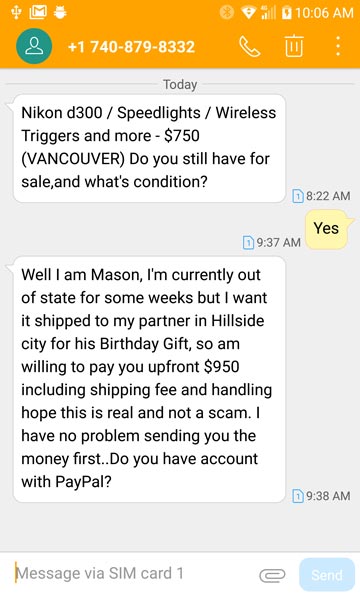 10:06 AM
+1 740-879-8332
Today
Nikon d300 / Speedlights / Wireless
Triggers and more - $750
(VANCOUVER) Do you still have for
sale,and what's condition?
1 8:22 AM
Yes
1 9:37 AM
Well I am Mason, I'm currently out
of state for some weeks but I want
it shipped to my partner in Hillside
city for his Birthday Gift, so am
willing to pay you upfront $950
including shipping fee and handling
hope this is real and not a scam. I
have no problem sending you the
money first..Do you have account
with PayPal?
1 9:38 AM
Message via SIM card 1
Send